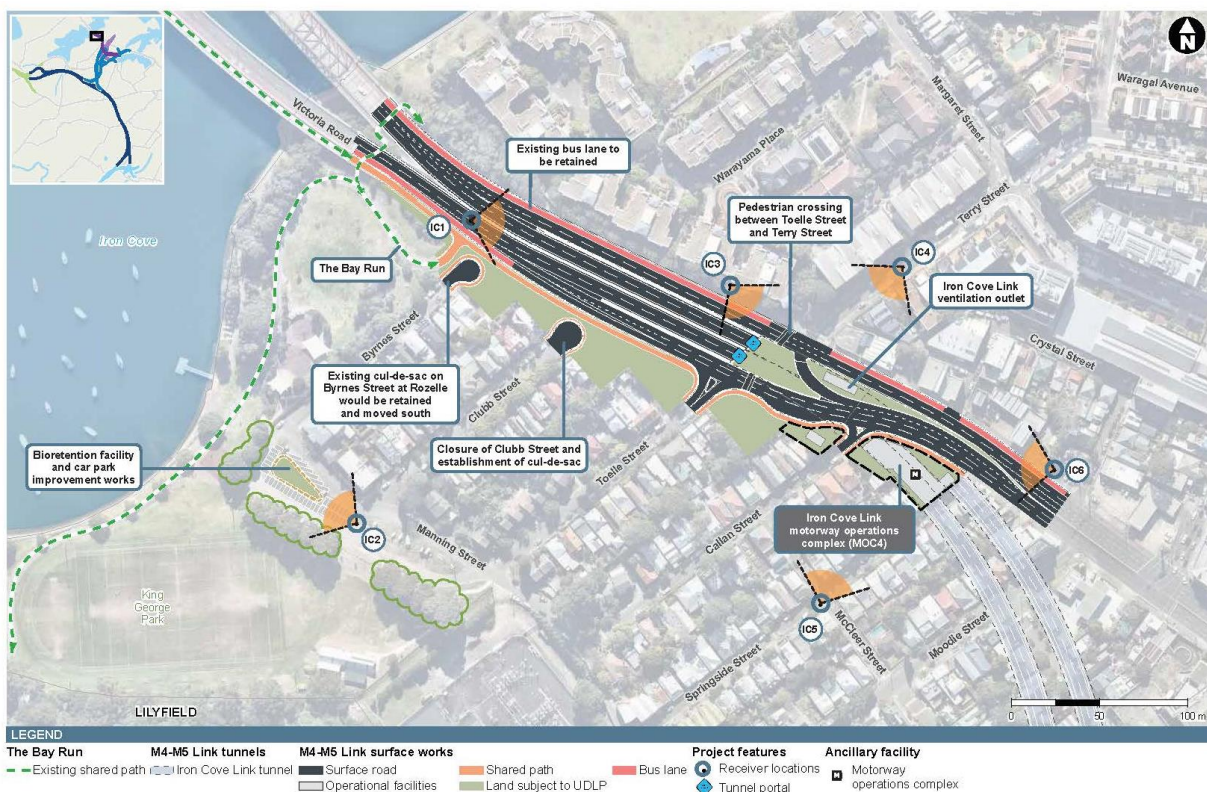 N
Waragal Avenue
Margaret Street
Victoria Road
Existing bus lane to
be retained
Warayama Place
Terry Street
Pedestrian crossing
between Toelle Street
and Terry Street
IC1
Iron Cove
The Bay Run
IC3
IC4
Iron Cove Link
ventilation outlet
Crystal Street
Byrnes Street
Existing cul-de-sac on
Byrnes Street at Rozelle
would be retained
and moved south
Clubb Street
Closure of Clubb Street and
establishment of cul-de-sac
Toelle Street
Bioretention facility
and car park
improvement works
IC6
M
IC2
Manning Street
Callan Street
Iron Cove Link
motorway operations
complex (MOC4)
King
George
Park
IC5
McCleer Street
Moodie Street
Springside Street
LILYFIELD
0
50
100 m
LEGEND
The Bay Run
Existing shared path
M4-M5 Link tunnels
Iron Cove Link tunnel
M4-M5 Link surface works
Surface road
Operational facilities
Shared path
Land subject to UDLP
Bus lane
Project features
Receiver locations
Tunnel portal
Ancillary facility
M
Motorway
operations complex